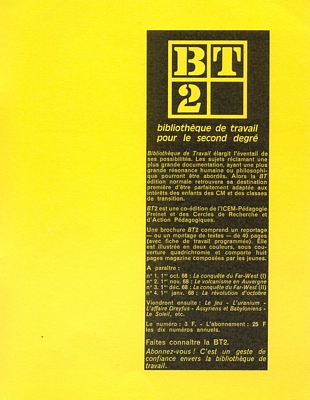 BT
2
bibliothèque de travail
pour le second degré
Bibliothèque de Travail élargit l'éventail de
ses possibilités. Les sujets réclamant une
plus grande documentation, ayant une plus
grande résonance humaine ou philosophi-
que pourront être abordés. Alors la BT
édition normale retrouvera sa destination
première d'être parfaitement adaptée aux
intérêts des enfants des CM et des classes
de transition.
BT2 est une co-édition de l'ICEM-Pédagogie
Freinet et des Cercles de Recherche et
d'Action Pédagogiques.
Une brochure BT2 comprend un reportage
— ou un montage de textes — de 40 pages
(avec fiche de travail programmée). Elle
est illustrée en deux couleurs, sous cou-
verture quadrichromie et comporte huit
pages magazine composées par les jeunes.
A paraître :
n° 1, 1er oct. 68 : La conquête du Far-West (I)
n° 2, 1er nov. 68 : Le volcanisme en Auvergne
n° 3, 1er déc. 68 : La conquête du Far-West (II)
n° 4, 1er janv. 69 : La révolution d'octobre
Viendront ensuite : Le jeu - L'uranium -
L'affaire Dreyfus - Assyriens et Babyloniens -
Le Soleil, etc.
Le numéro : 3 F. - L'abonnement : 25 F
les dix numéros annuels.
Faites connaître la BT2.
Abonnez-vous ! C'est un geste de
confiance envers la bibliothèque de
travail.